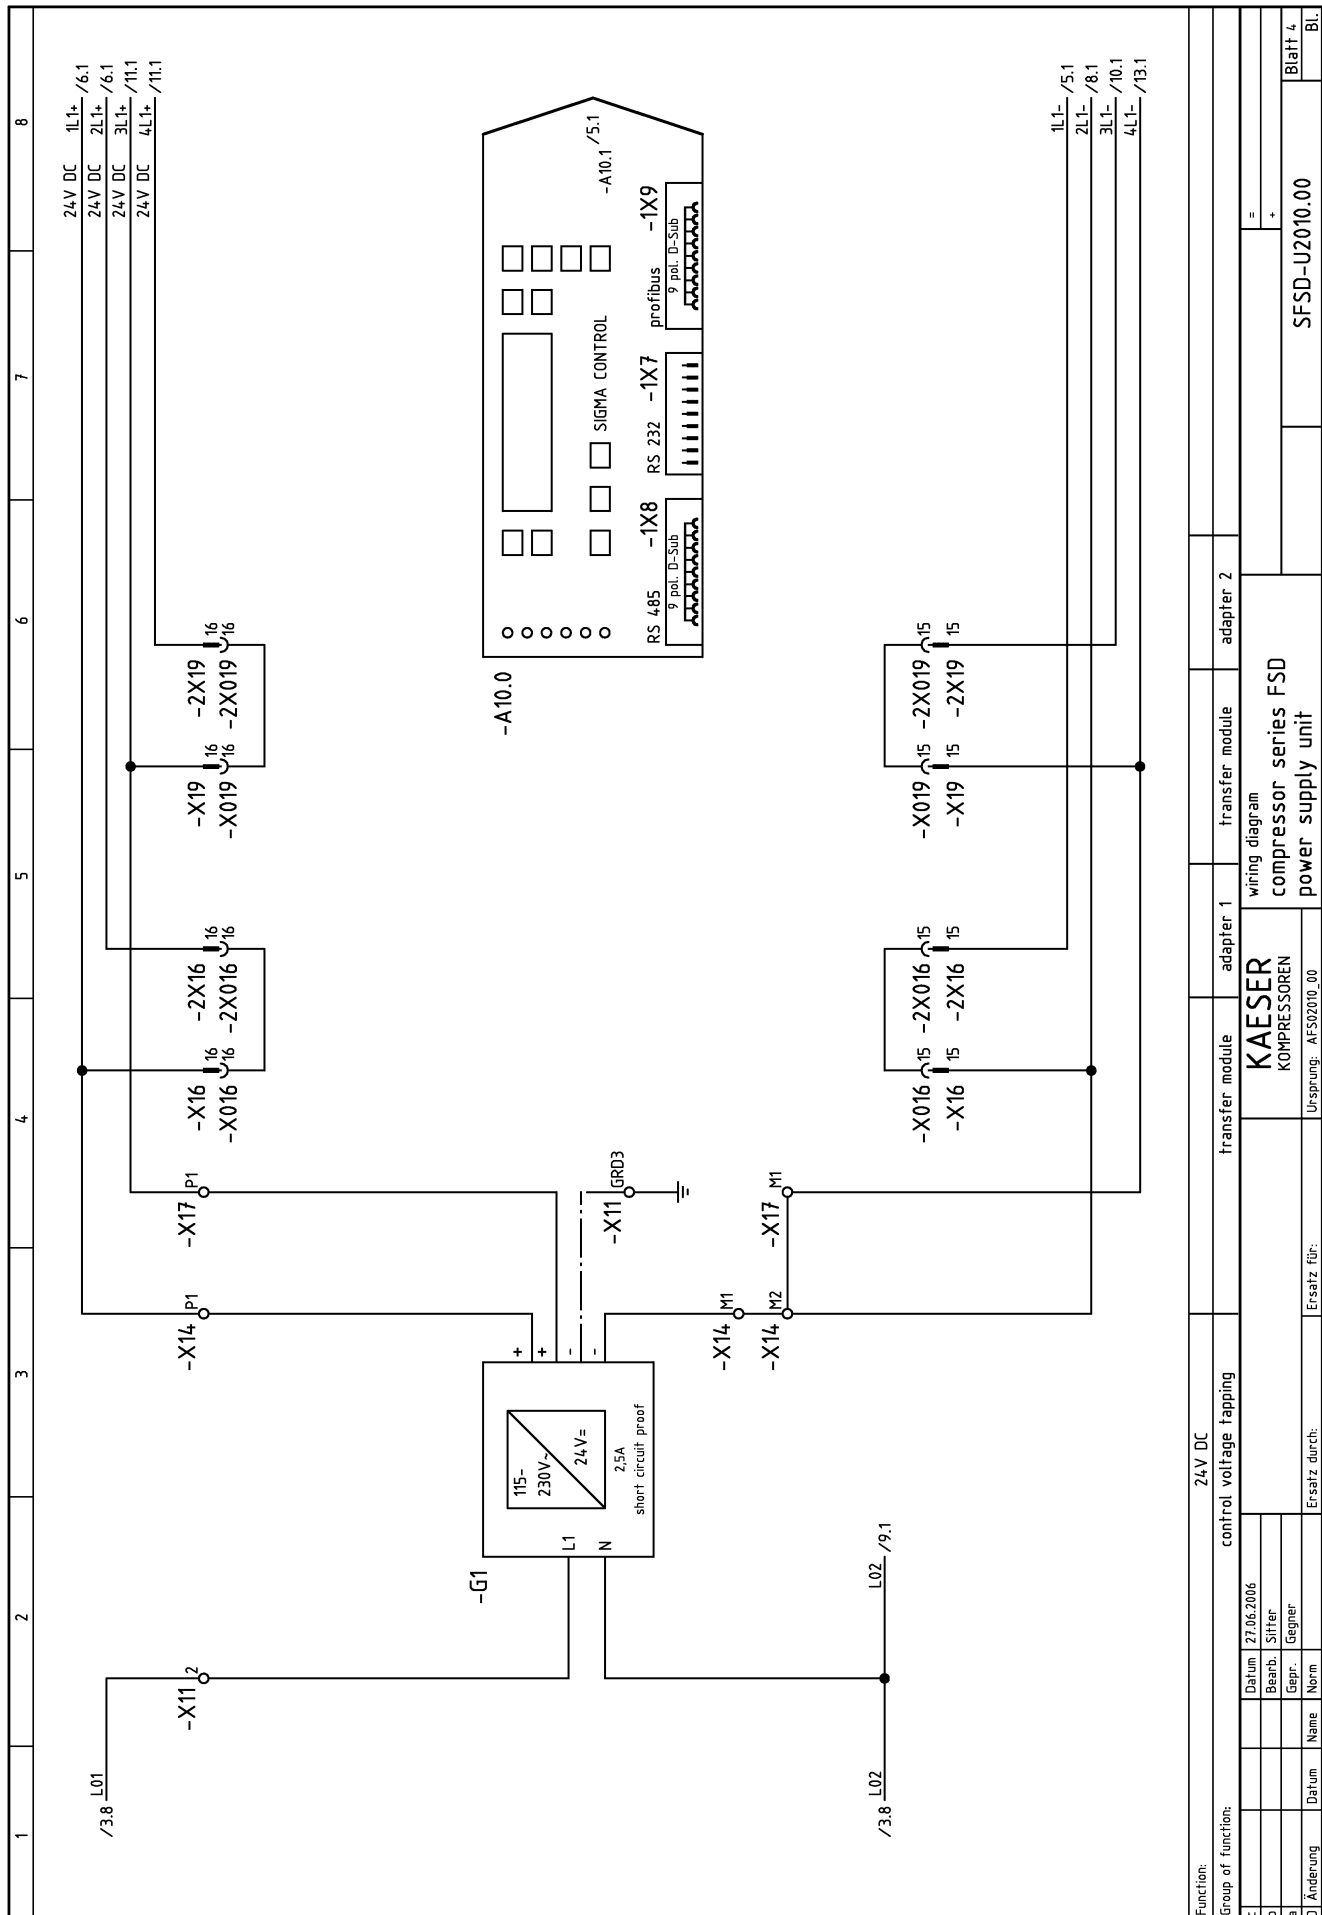 1 2 3 4 5 6 7 8
24V DC 1L1+ /6.1
24V DC 2L1+ /6.1
24V DC 3L1+ /11.1
24V DC 4L1+ /11.1
/3.8 L01
-X11 2
-X14 P1
-X17 P1
-X16 16
-X016 16
-2X16 16
-2X016 16
-X19 16
-X019 16
-2X19 16
-2X019 16
-G1
L1
N
115-
230V~
24V=
2,5A
short circuit proof
+
+
-
-
-X11 GRD3
-A10.0
SIGMA CONTROL
-A10.1 /5.1
RS 485 -1X8
9 pol. D-Sub
RS 232 -1X7
profibus -1X9
9 pol. D-Sub
-X14 M1
-X14 M2
-X17 M1
/3.8 L02
L02 /9.1
-X016 15
-X16 15
-2X016 15
-2X16 15
-X019 15
-X19 15
-2X019 15
-2X19 15
1L1- /5.1
2L1- /8.1
3L1- /10.1
4L1- /13.1
Function: 24V DC
Group of function: control voltage tapping transfer module adapter 1 transfer module adapter 2
Datum 27.06.2006
Bearb. Sitter
Gepr. Gegner
Änderung Datum Name Norm
Ersatz durch: Ersatz für: Ursprung: AFS02010_00
KAESER
KOMPRESSOREN
wiring diagram
compressor series FSD
power supply unit
=
+
SFSD-U2010.00
Blatt 4
Bl.